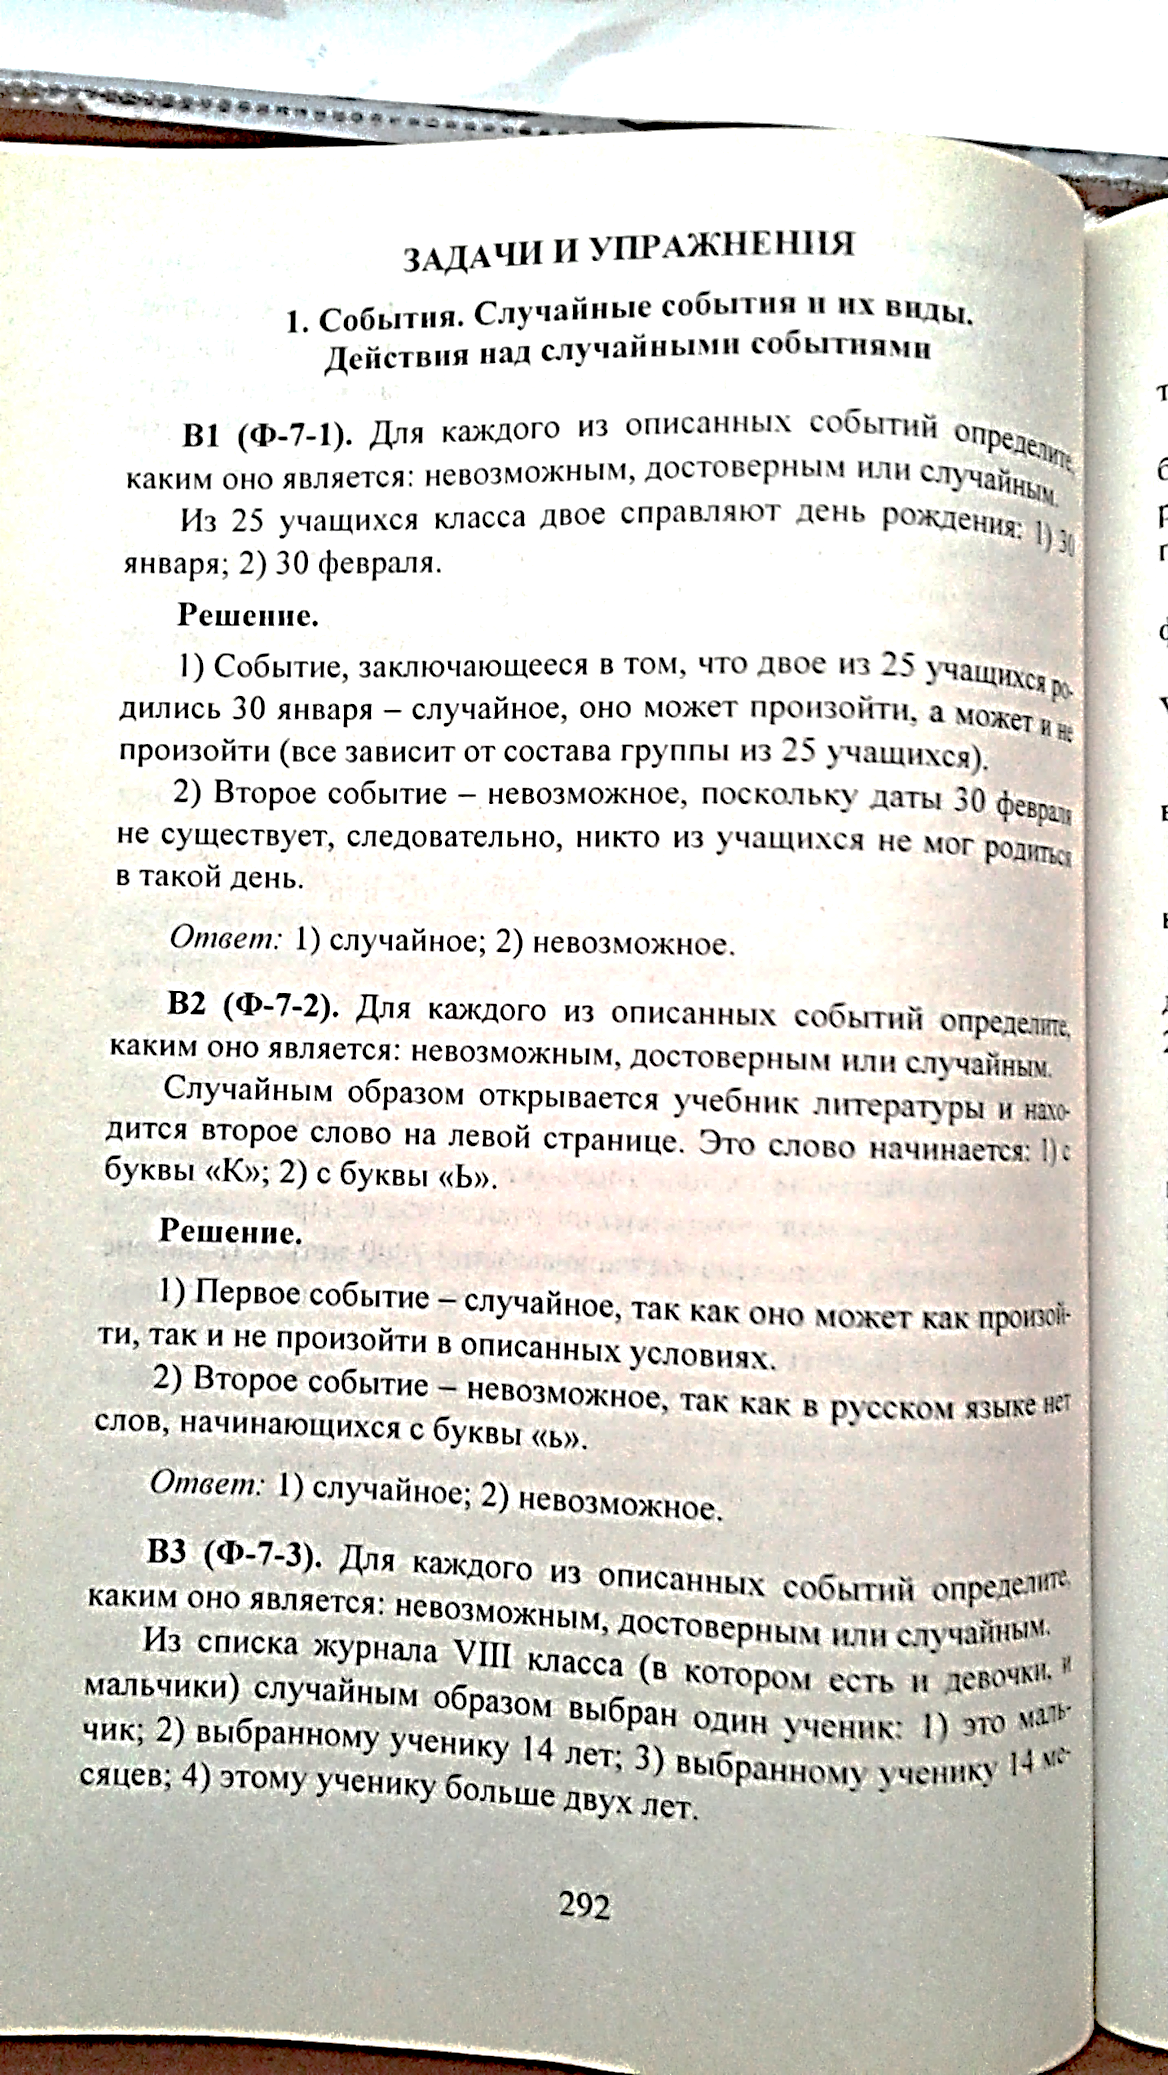 ЗАДАЧИ И УПРАЖНЕНИЯ
1. События. Случайные события и их виды.
Действия над случайными событиями
В1 (Ф-7-1). Для каждого из описанных событий определите,
каким оно является: невозможным, достоверным или случайным.
Из 25 учащихся класса двое справляют день рождения: 1) 30
января; 2) 30 февраля.
Решение.
1) Событие, заключающееся в том, что двое из 25 учащихся ро-
дились 30 января – случайное, оно может произойти, а может и не
произойти (все зависит от состава группы из 25 учащихся).
2) Второе событие – невозможное, поскольку даты 30 февраля
не существует, следовательно, никто из учащихся не мог родиться
в такой день.
Ответ: 1) случайное; 2) невозможное.
В2 (Ф-7-2). Для каждого из описанных событий определите,
каким оно является: невозможным, достоверным или случайным.
Случайным образом открывается учебник литературы и нахо-
дится второе слово на левой странице. Это слово начинается: 1) с
буквы «К»; 2) с буквы «Ь».
Решение.
1) Первое событие – случайное, так как оно может как произой-
ти, так и не произойти в описанных условиях.
2) Второе событие – невозможное, так как в русском языке нет
слов, начинающихся с буквы «ь».
Ответ: 1) случайное; 2) невозможное.
В3 (Ф-7-3). Для каждого из описанных событий определите,
каким оно является: невозможным, достоверным или случайным.
Из списка журнала VIII класса (в котором есть и девочки, и
мальчики) случайным образом выбран один ученик: 1) это маль-
чик; 2) выбранному ученику 14 лет; 3) выбранному ученику 14 ме-
сяцев; 4) этому ученику больше двух лет.
292